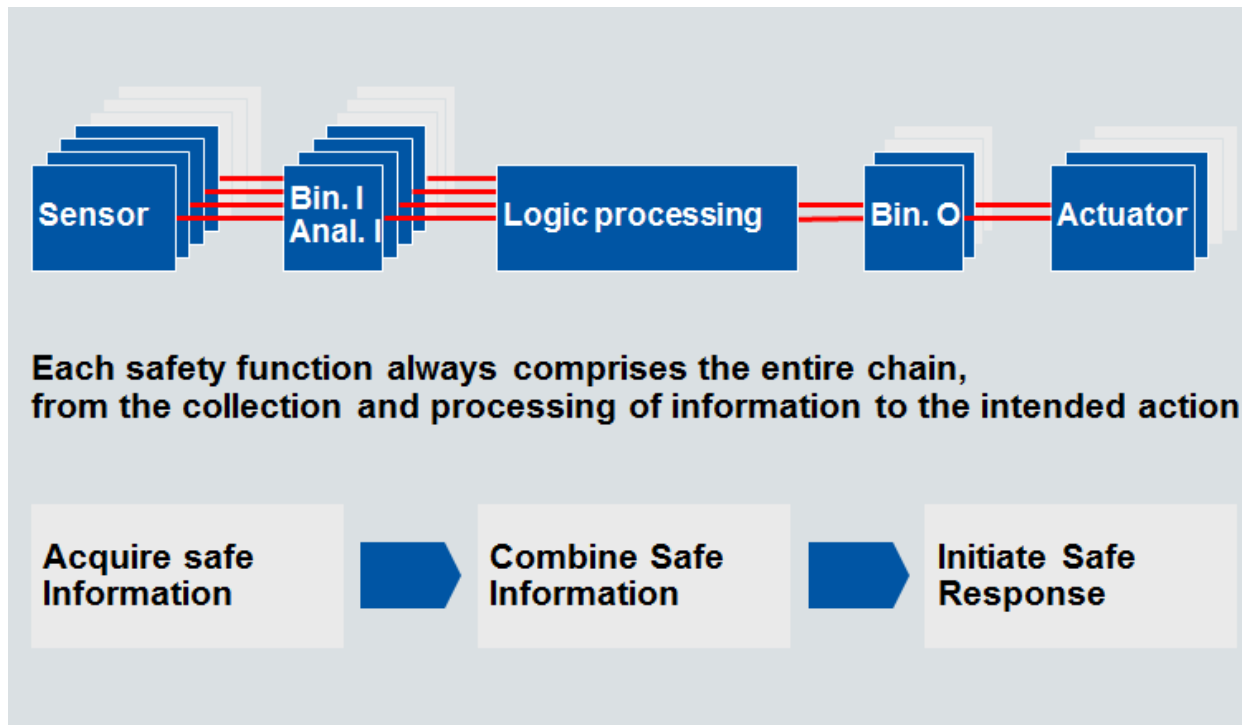 Sensor
Bin. I
Anal. I
Logic processing
Bin. O
Actuator
Each safety function always comprises the entire chain,
from the collection and processing of information to the intended action
Acquire safe
Information
Combine Safe
Information
Initiate Safe
Response